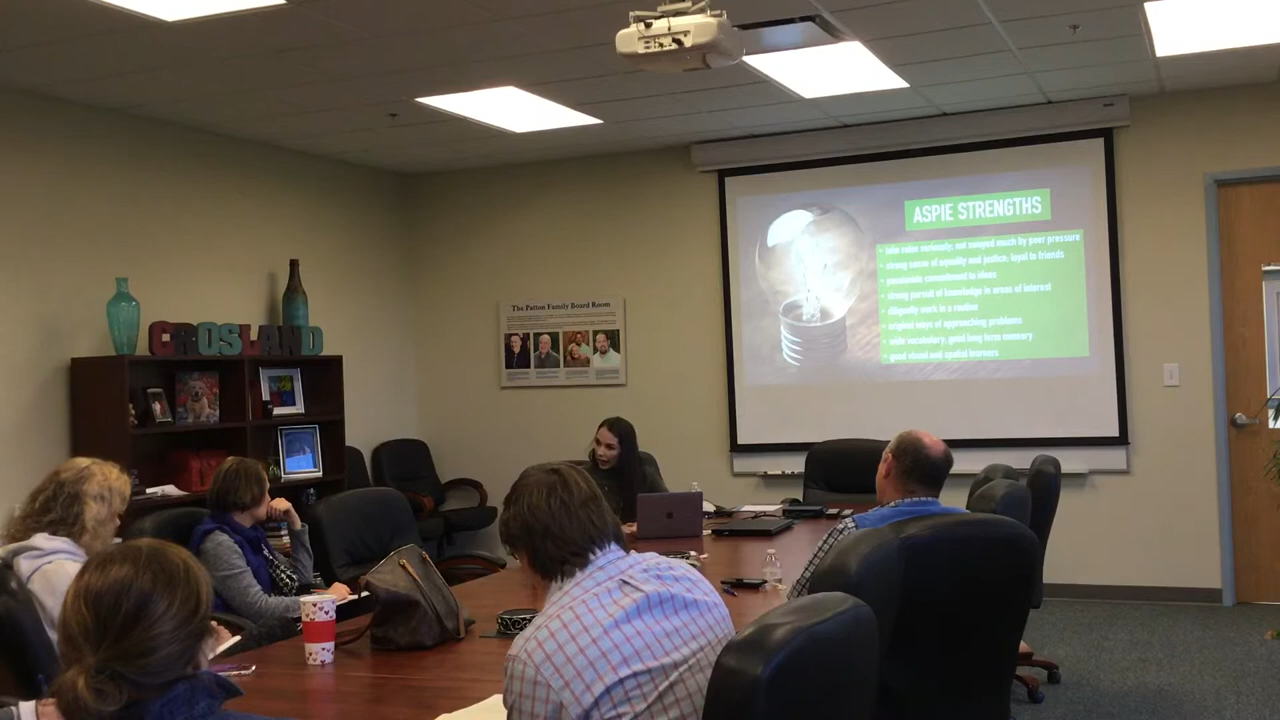 ASPIE STRENGTHS
• take rules seriously; not swayed much by peer pressure
• strong sense of equality and justice; loyal to friends
• passionate commitment to ideas
• strong pursuit of knowledge in areas of interest
• diligently work in a routine
• original ways of approaching problems
• wide vocabulary, good long term memory
• good visual and spatial learners
The Patton Family Board Room
CROSLAND